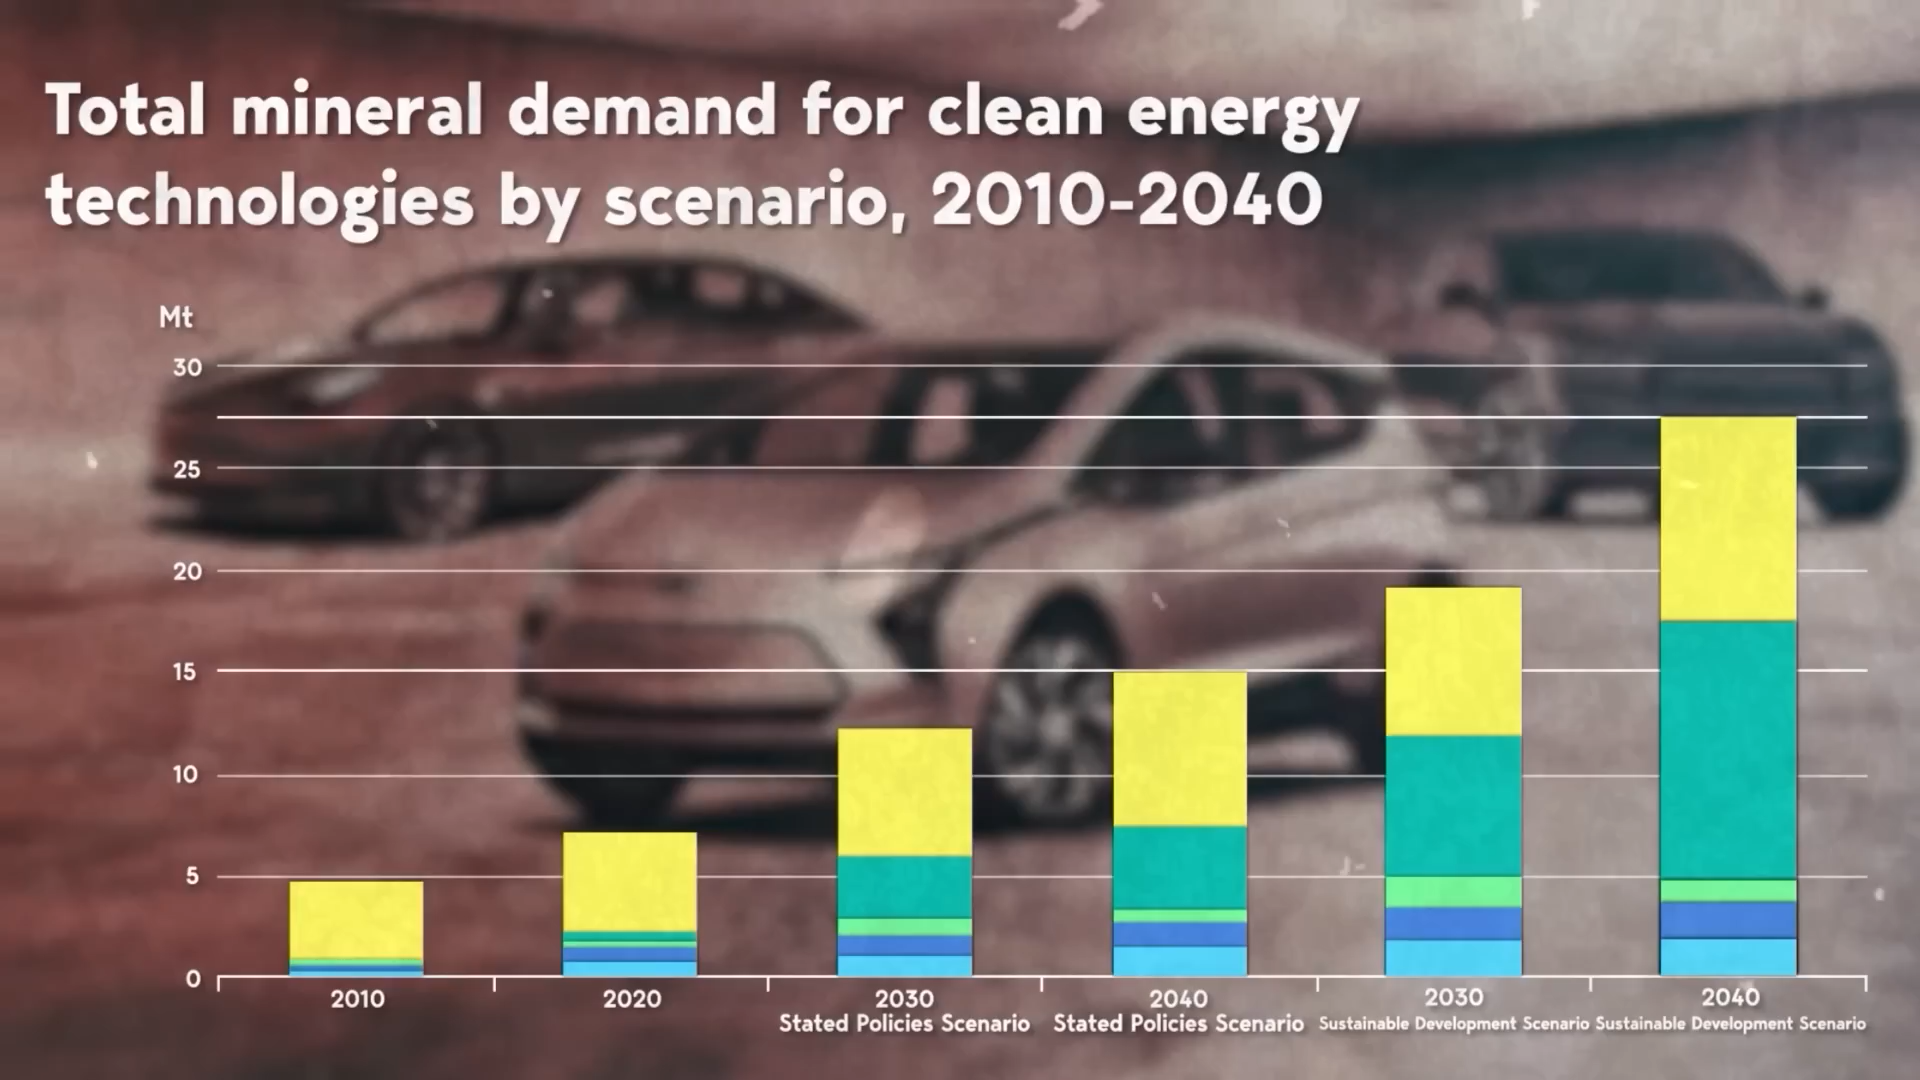 Total mineral demand for clean energy
technologies by scenario, 2010-2040
Mt
30
25
20
15
10
5
0
2010
2020
2030
Stated Policies Scenario
2040
Stated Policies Scenario
2030
Sustainable Development Scenario
2040
Sustainable Development Scenario